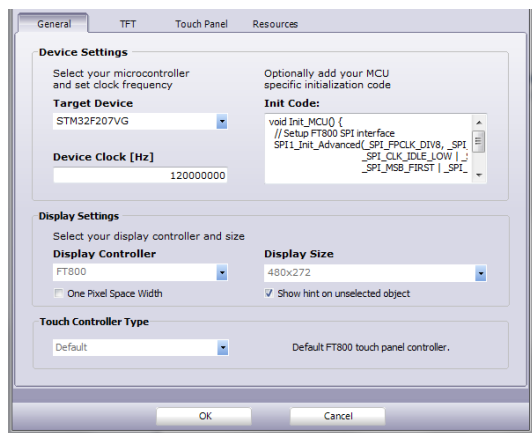 General TFT Touch Panel Resources
Device Settings
Select your microcontroller
and set clock frequency
Target Device
STM32F207VG
Device Clock [Hz]
120000000
Optionally add your MCU
specific initialization code
Init Code:
void Init_MCU() {
// Setup FT800 SPI interface
SPI1_Init_Advanced(_SPI_FPCLK_DIV8, _SPI_
_SPI_CLK_IDLE_LOW | _
_SPI_MSB_FIRST | _SPI_
Display Settings
Select your display controller and size
Display Controller
FT800
One Pixel Space Width
Display Size
480x272
Show hint on unselected object
Touch Controller Type
Default
Default FT800 touch panel controller.
OK Cancel